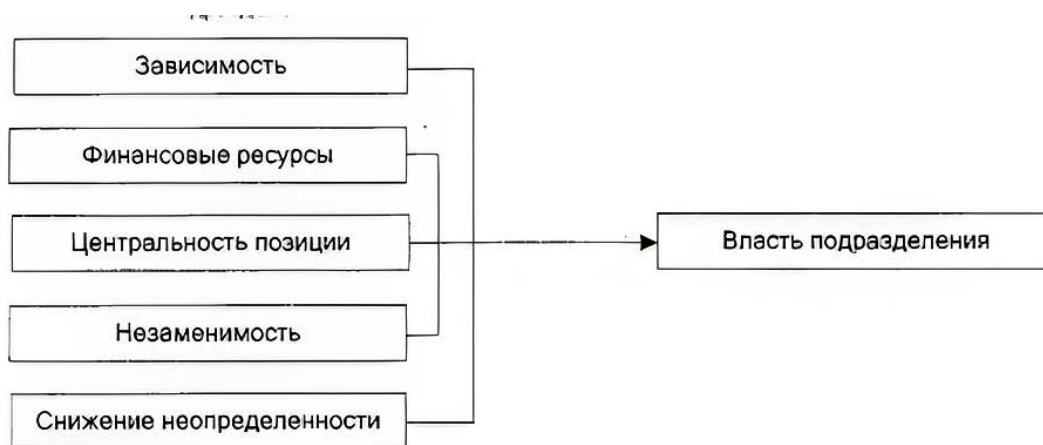 Зависимость
Финансовые ресурсы
Центральность позиции
Власть подразделения
Незаменимость
Снижение неопределенности